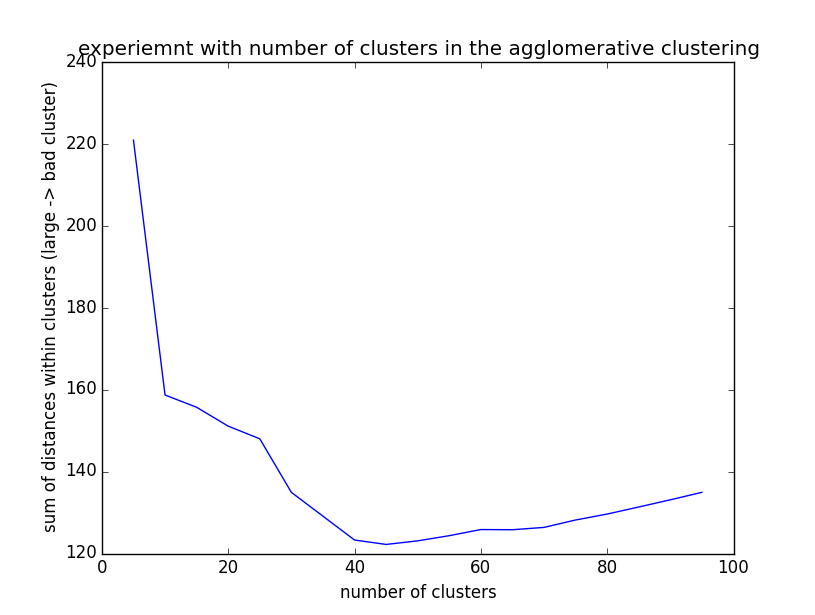 experiemnt with number of clusters in the agglomerative clustering
240
220
200
180
160
140
120
sum of distances within clusters (large -> bad cluster)
0 20 40 60 80 100
number of clusters